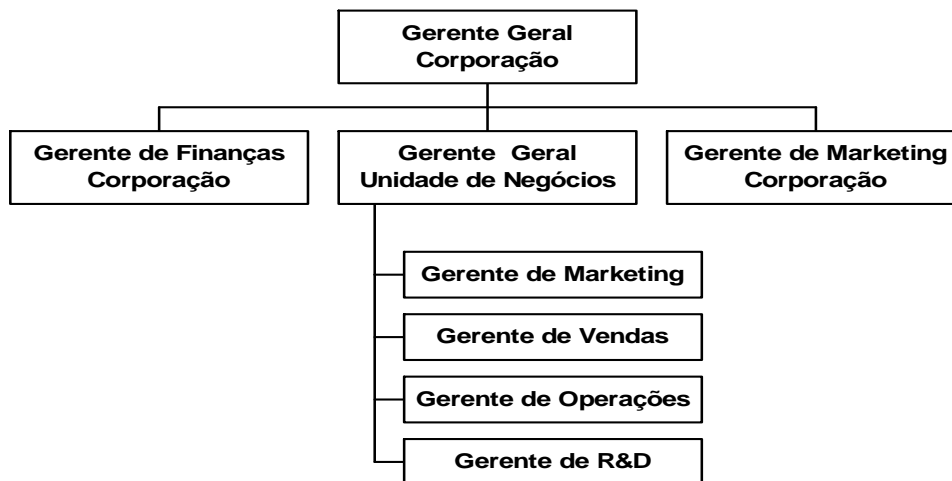 Gerente Geral
Corporação
Gerente de Finanças
Corporação
Gerente Geral
Unidade de Negócios
Gerente de Marketing
Corporação
Gerente de Marketing
Gerente de Vendas
Gerente de Operações
Gerente de R&D